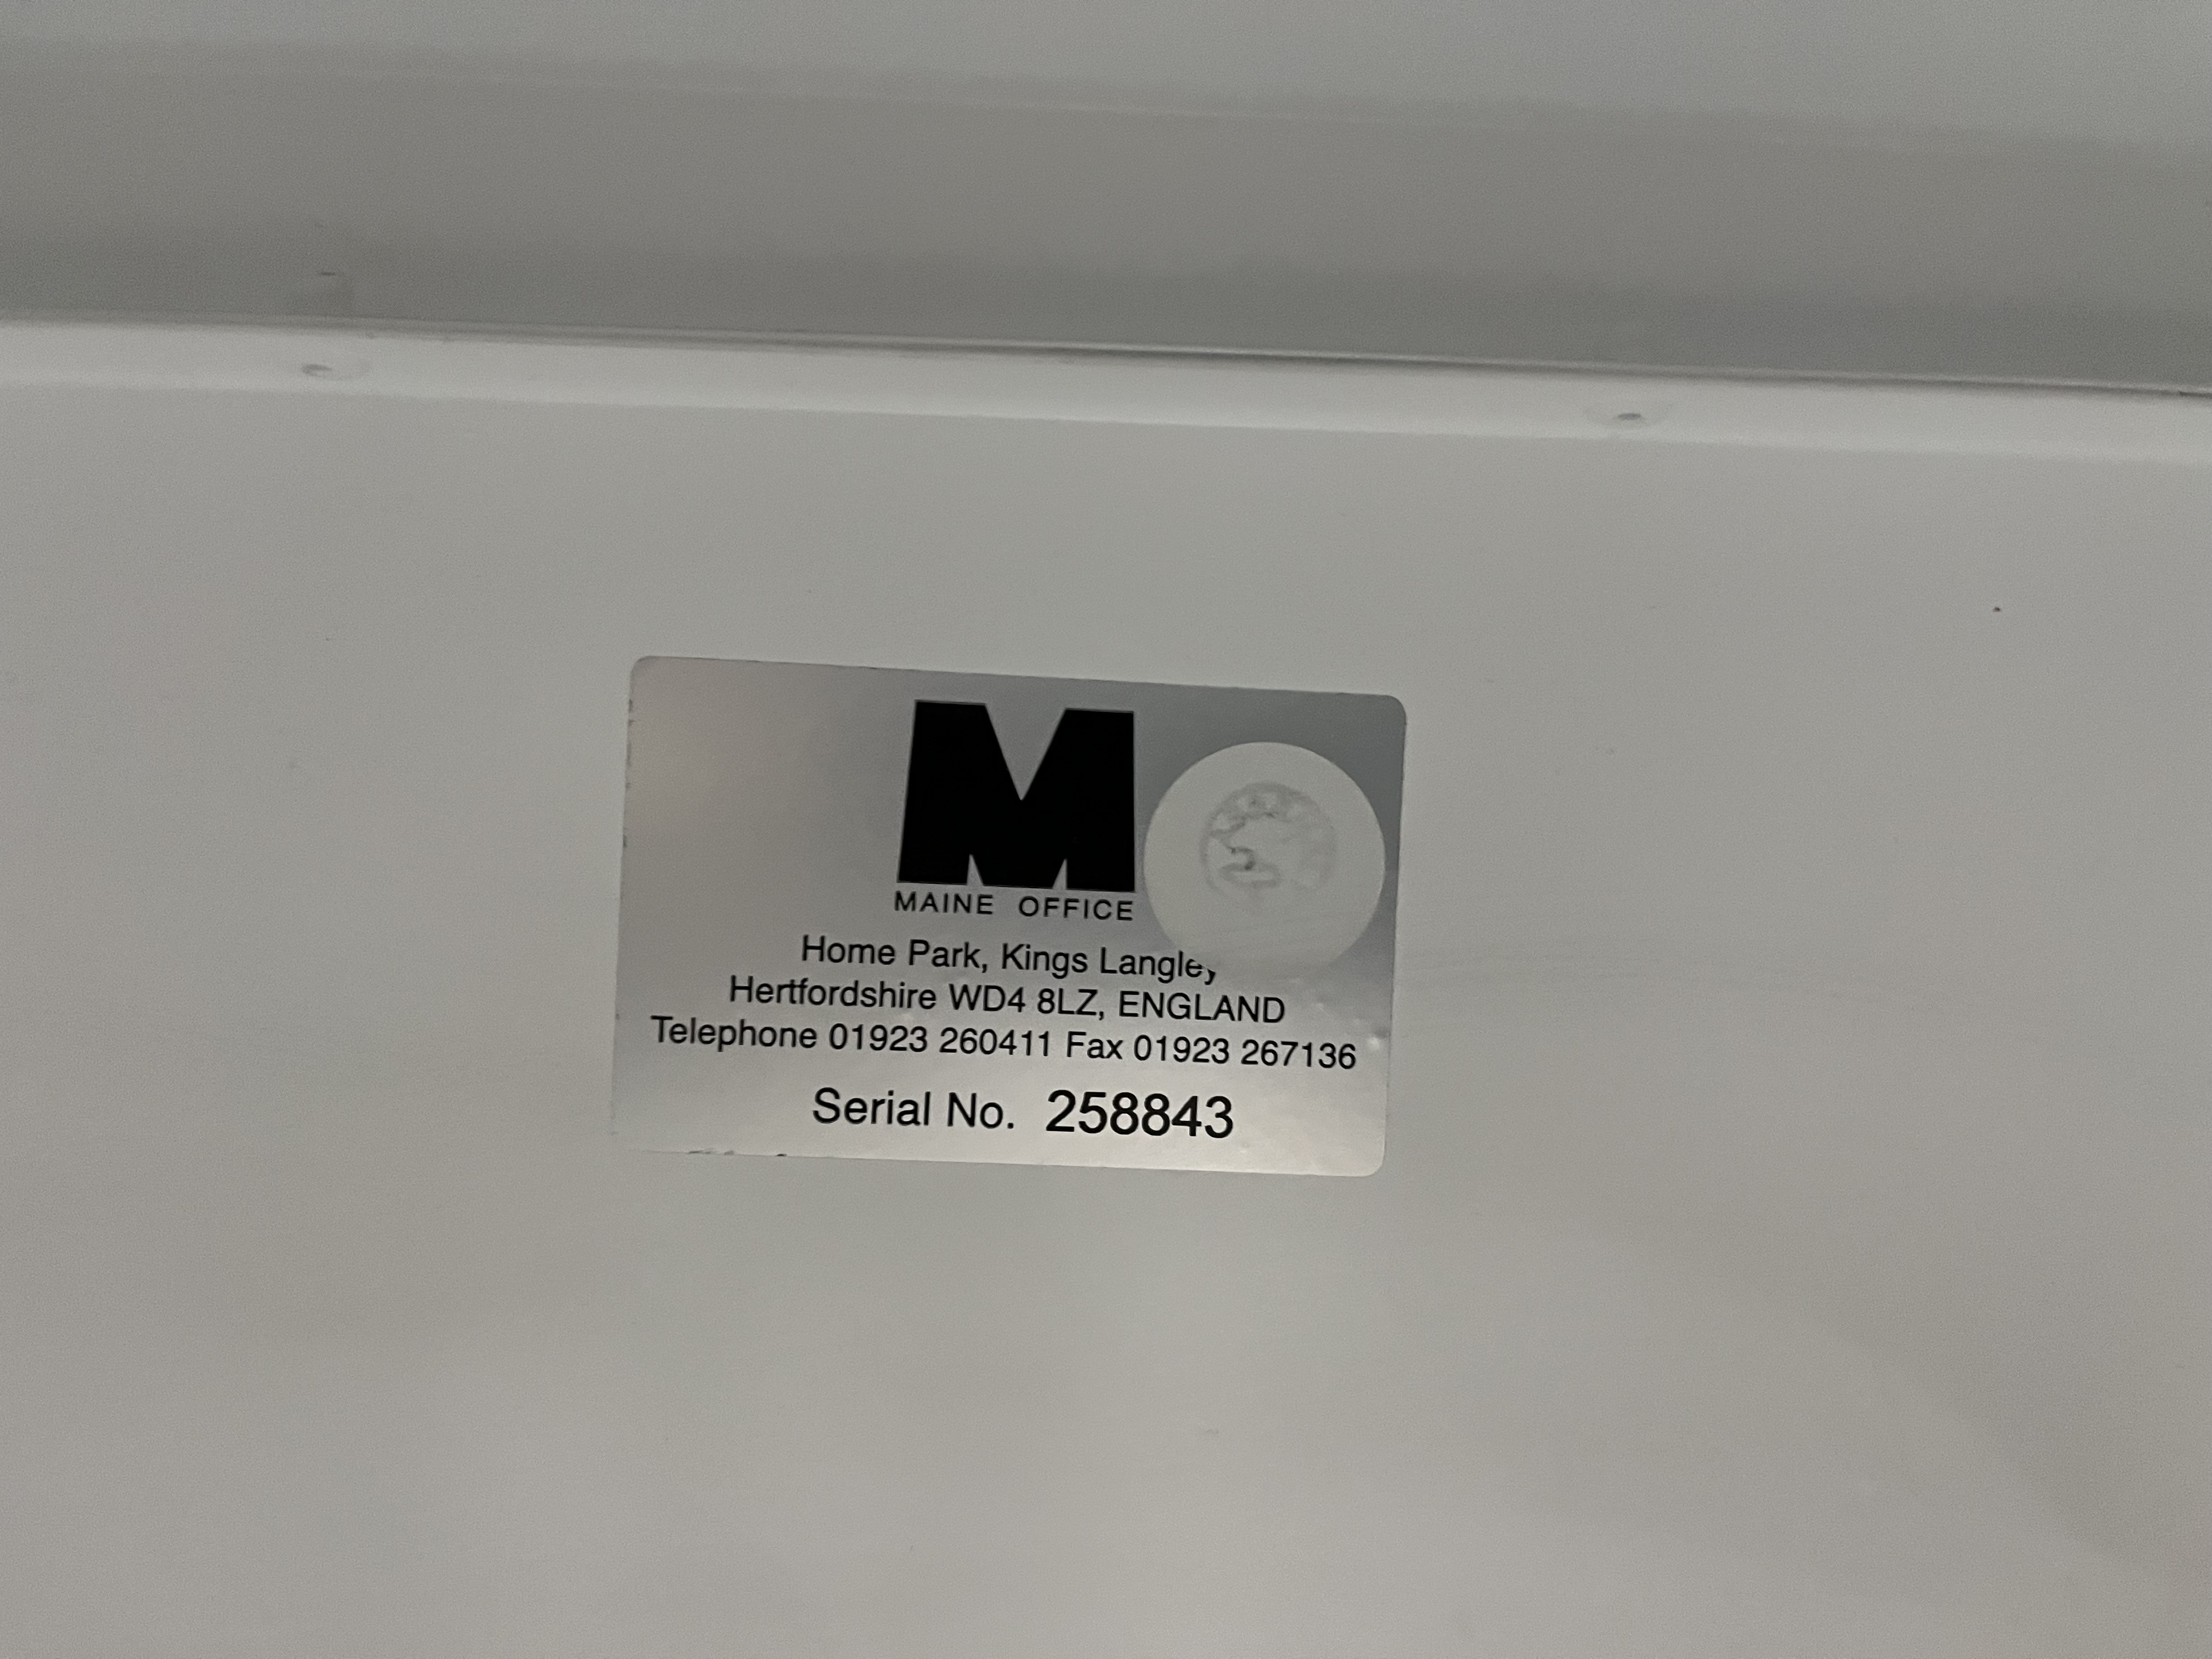 M
MAINE OFFICE
Home Park, Kings Langley
Hertfordshire WD4 8LZ, ENGLAND
Telephone 01923 260411 Fax 01923 267136
Serial No. 258843